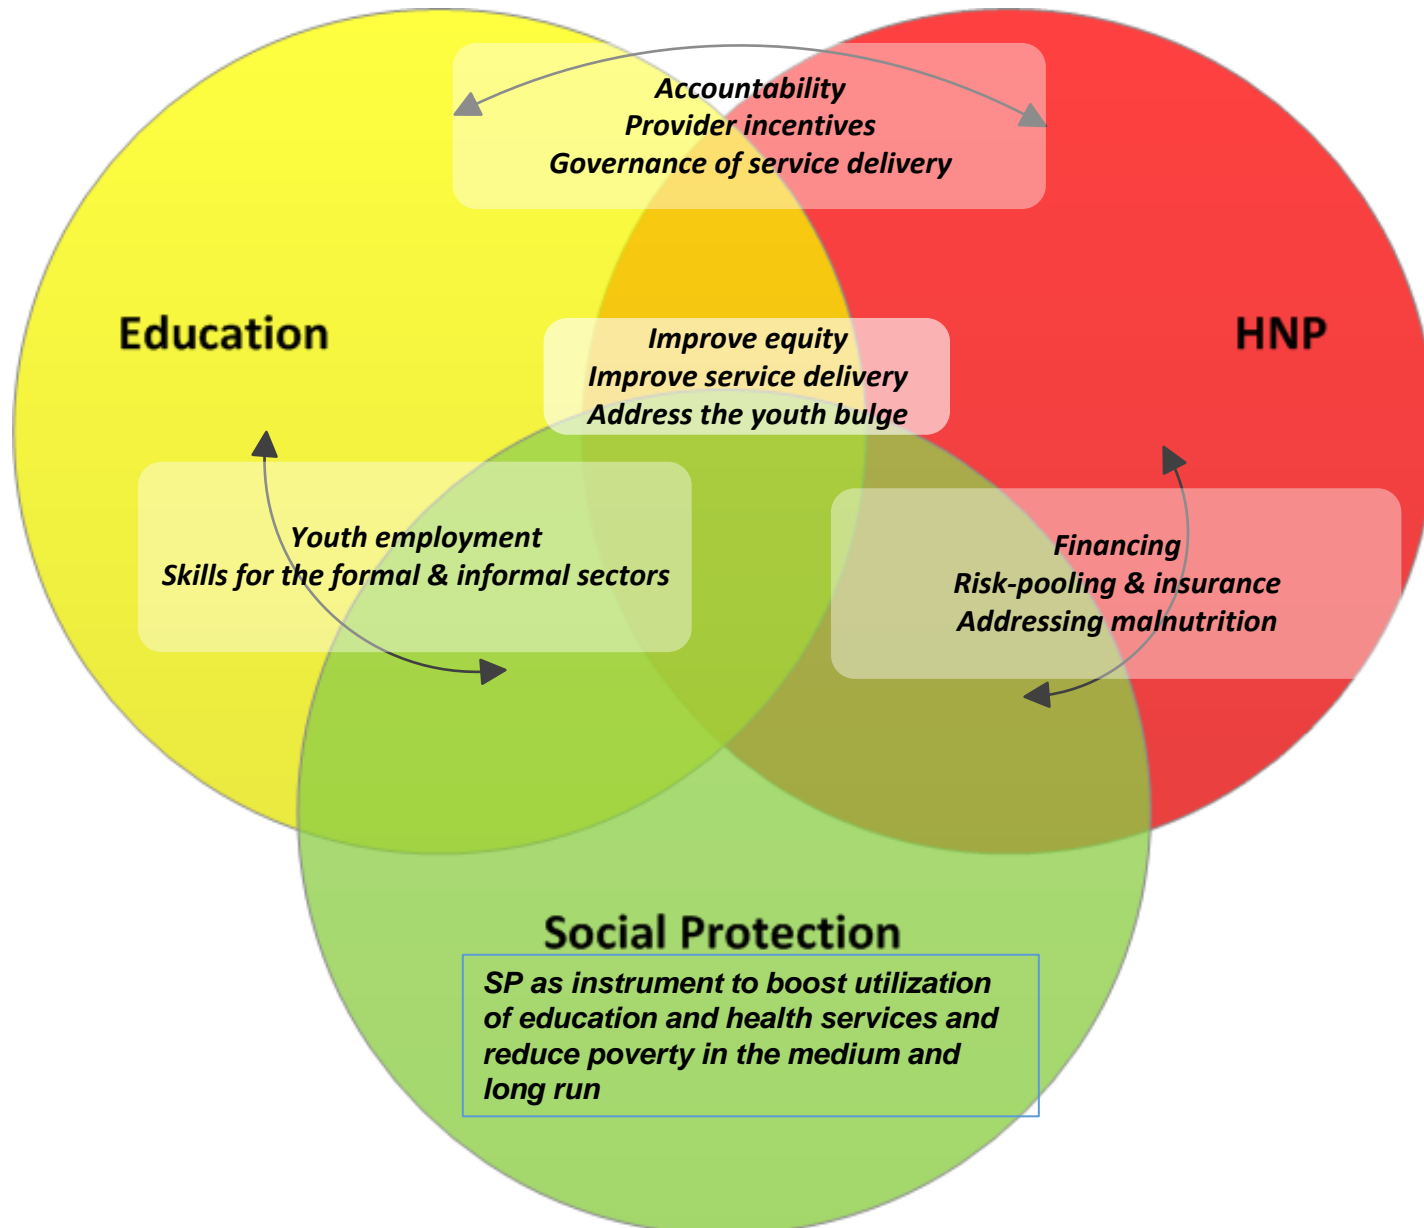 Accountability
Provider incentives
Governance of service delivery
Education
HNP
Improve equity
Improve service delivery
Address the youth bulge
Youth employment
Skills for the formal & informal sectors
Financing
Risk-pooling & insurance
Addressing malnutrition
Social Protection
SP as instrument to boost utilization
of education and health services and
reduce poverty in the medium and
long run